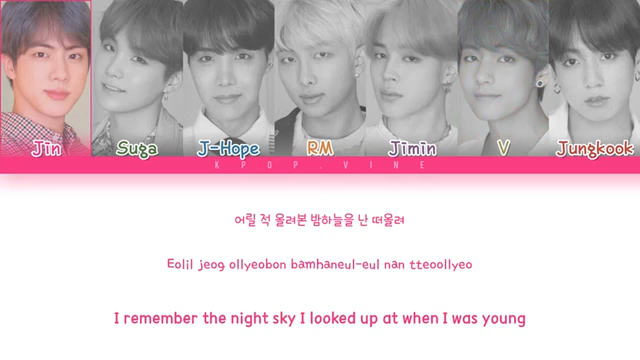 Jin Suga J-Hope RM Jimin V Jungkook
KPOP.VINE
어릴 적 올려본 밤하늘을 난 떠올려
Eolil jeog ollyeobon bamhaneul-eul nan tteoollyeo
I remember the night sky I looked up at when I was young